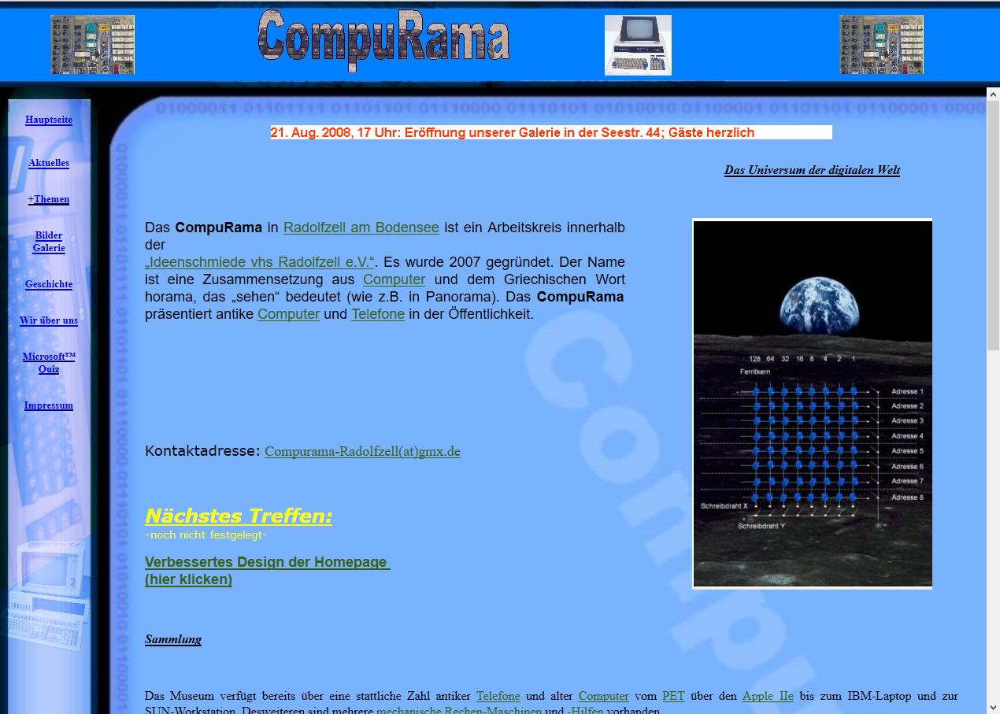 CompuRama
Hauptseite
Aktuelles
+Themen
Bilder
Galerie
Geschichte
Wir über uns
Microsoft™
Quiz
Impressum
01000011 01101111 01101101 01110000 01110101 01110010 01100001 0000
21. Aug. 2008, 17 Uhr: Eröffnung unserer Galerie in der Seestr. 44; Gäste herzlich
Das Universum der digitalen Welt
Das CompuRama in Radolfzell am Bodensee ist ein Arbeitskreis innerhalb
der
„Ideenschmiede vhs Radolfzell e.V.“. Es wurde 2007 gegründet. Der Name
ist eine Zusammensetzung aus Computer und dem Griechischen Wort
horama, das „sehen“ bedeutet (wie z.B. in Panorama). Das CompuRama
präsentiert antike Computer und Telefone in der Öffentlichkeit.
128 64 32 16 8 4 2 1
Ferritkern
Adresse 1
Adresse 2
Adresse 3
Adresse 4
Adresse 5
Adresse 6
Adresse 7
Adresse 8
Schreibdraht X
Schreibdraht Y
Kontaktadresse: Compurama-Radolfzell(at)gmx.de
Nächstes Treffen:
-noch nicht festgelegt-
Verbessertes Design der Homepage
(hier klicken)
Compu
Sammlung
Das Museum verfügt bereits über eine stattliche Zahl antiker Telefone und alter Computer vom PET über den Apple IIe bis zum IBM-Laptop und zur
SUN-Workstation. Desweiteren sind mehrere mechanische Rechen-Maschinen und -Hilfen vorhanden.